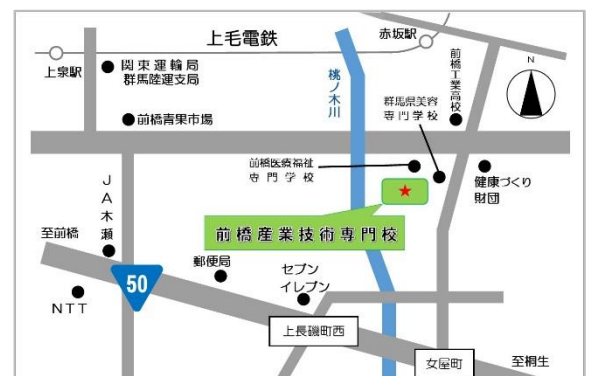 上毛電鉄
赤坂駅
上泉駅
関東運輸局
群馬陸運支局
前橋青果市場
桃ノ木川
前橋工業高校
N
群馬県美容
専門学校
前橋医療福祉
専門学校
健康づくり
財団
JA木瀬
至前橋
前橋産業技術専門校
郵便局
セブン
イレブン
50
NTT
上長磯町西
女屋町
至桐生